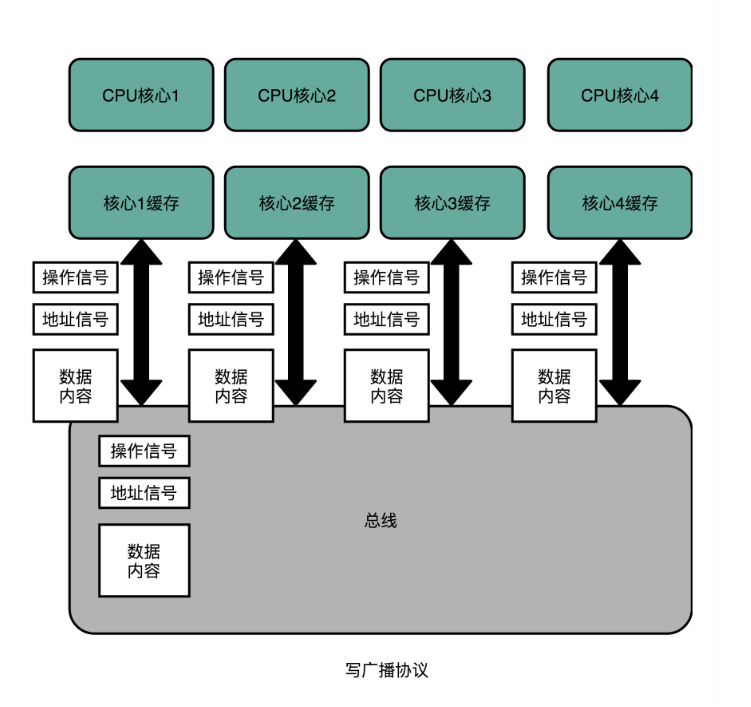 CPU核心1
CPU核心2
CPU核心3
CPU核心4
核心1缓存
核心2缓存
核心3缓存
核心4缓存
操作信号
操作信号
操作信号
操作信号
地址信号
地址信号
地址信号
地址信号
数据
内容
数据
内容
数据
内容
数据
内容
操作信号
地址信号
数据
内容
总线
写广播协议